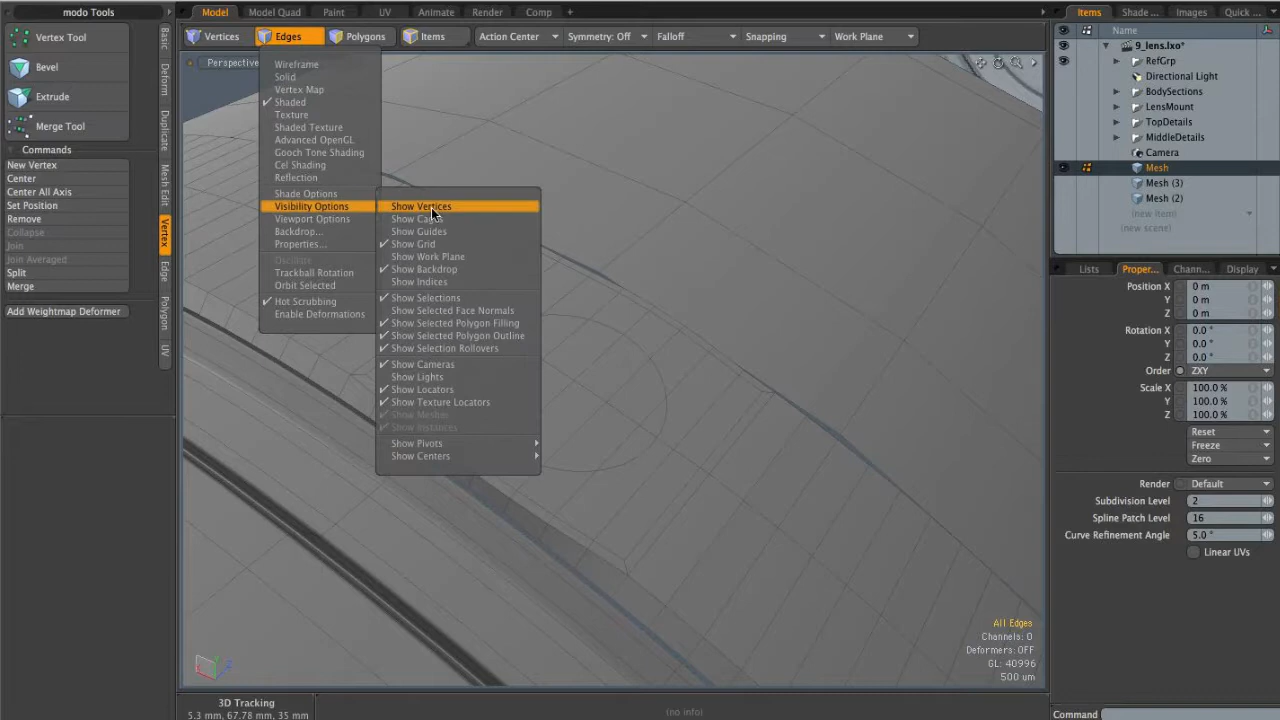 modo Tools
Model
Model Quad
Paint
UV
Animate
Render
Comp
Items
Shade ...
Images
Quick ...
Vertex Tool
Bevel
Extrude
Merge Tool
Commands
New Vertex
Center
Center All Axis
Set Position
Remove
Collapse
Join
Join Averaged
Split
Merge
Add Weightmap Deformer
Basic
Deform
Duplicate
Mesh Edit
Vertex
Edge
Polygon
UV
Vertices
Edges
Polygons
Items
Action Center
Symmetry: Off
Falloff
Snapping
Work Plane
Perspective
Wireframe
Solid
Vertex Map
Shaded
Texture
Shaded Texture
Advanced OpenGL
Gooch Tone Shading
Cel Shading
Reflection
Shade Options
Visibility Options
Viewport Options
Backdrop...
Properties...
Oscillate
Trackball Rotation
Orbit Selected
Hot Scrubbing
Enable Deformations
Show Vertices
Show Guides
Show Grid
Show Work Plane
Show Backdrop
Show Indices
Show Selections
Show Selected Face Normals
Show Selected Polygon Filling
Show Selected Polygon Outline
Show Selection Rollovers
Show Cameras
Show Lights
Show Locators
Show Texture Locators
Show Meshes
Show Instances
Show Pivots
Show Centers
All Edges
Channels: 0
Deformers: OFF
GL: 40996
500 um
Name
9_lens.lxo*
RefGrp
Directional Light
BodySections
LensMount
TopDetails
MiddleDetails
Camera
Mesh
Mesh (3)
Mesh (2)
(new item)
(new scene)
Lists
Proper...
Chann...
Display
Position X
0 m
Y
0 m
Z
0 m
Rotation X
0.0 °
Y
0.0 °
Z
0.0 °
Order
ZXY
Scale X
100.0 %
Y
100.0 %
Z
100.0 %
Reset
Freeze
Zero
Render
Default
Subdivision Level
2
Spline Patch Level
16
Curve Refinement Angle
5.0 °
Linear UVs
3D Tracking
5.3 mm, 67.78 mm, 35 mm
(no info)
Command